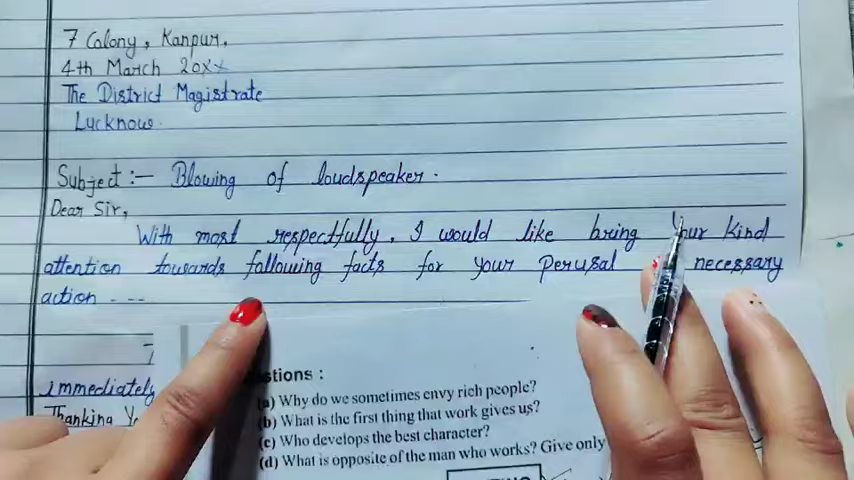 7 Colony, Kanpur,
4th March 20xx
The District Magistrate
Lucknow.
Subject :- Blowing of loudspeaker.
Dear Sir,
With most respectfully, I would like bring your kind
attention towards following facts for your perusal necessary
action - --
immediately
Thanking
stions :
(a) Why do we sometimes envy rich people?
(b) What is the first thing that work gives us?
(c) Who develops the best character?
(d) What is opposite of the man who works? Give only